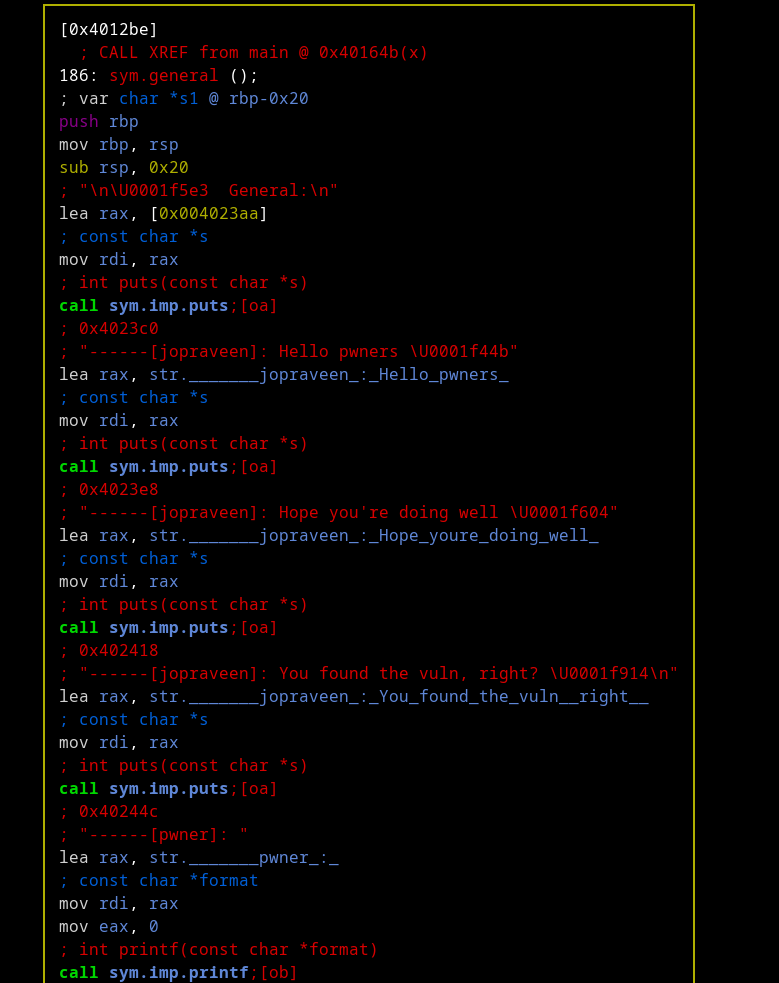 [0x4012be]
; CALL XREF from main @ 0x40164b(x)
186: sym.general ();
; var char *s1 @ rbp-0x20
push rbp
mov rbp, rsp
sub rsp, 0x20
; "\n\U0001f5e3  General:\n"
lea rax, [0x004023aa]
; const char *s
mov rdi, rax
; int puts(const char *s)
call sym.imp.puts;[oa]
; 0x4023c0
; "------[jopraveen]: Hello pwners \U0001f44b"
lea rax, str._______jopraveen_:_Hello_pwners_
; const char *s
mov rdi, rax
; int puts(const char *s)
call sym.imp.puts;[oa]
; 0x4023e8
; "------[jopraveen]: Hope you're doing well \U0001f604"
lea rax, str._______jopraveen_:_Hope_youre_doing_well_
; const char *s
mov rdi, rax
; int puts(const char *s)
call sym.imp.puts;[oa]
; 0x402418
; "------[jopraveen]: You found the vuln, right? \U0001f914\n"
lea rax, str._______jopraveen_:_You_found_the_vuln__right__
; const char *s
mov rdi, rax
; int puts(const char *s)
call sym.imp.puts;[oa]
; 0x40244c
; "------[pwner]: "
lea rax, str._______pwner_:_
; const char *format
mov rdi, rax
mov eax, 0
; int printf(const char *format)
call sym.imp.printf;[ob]